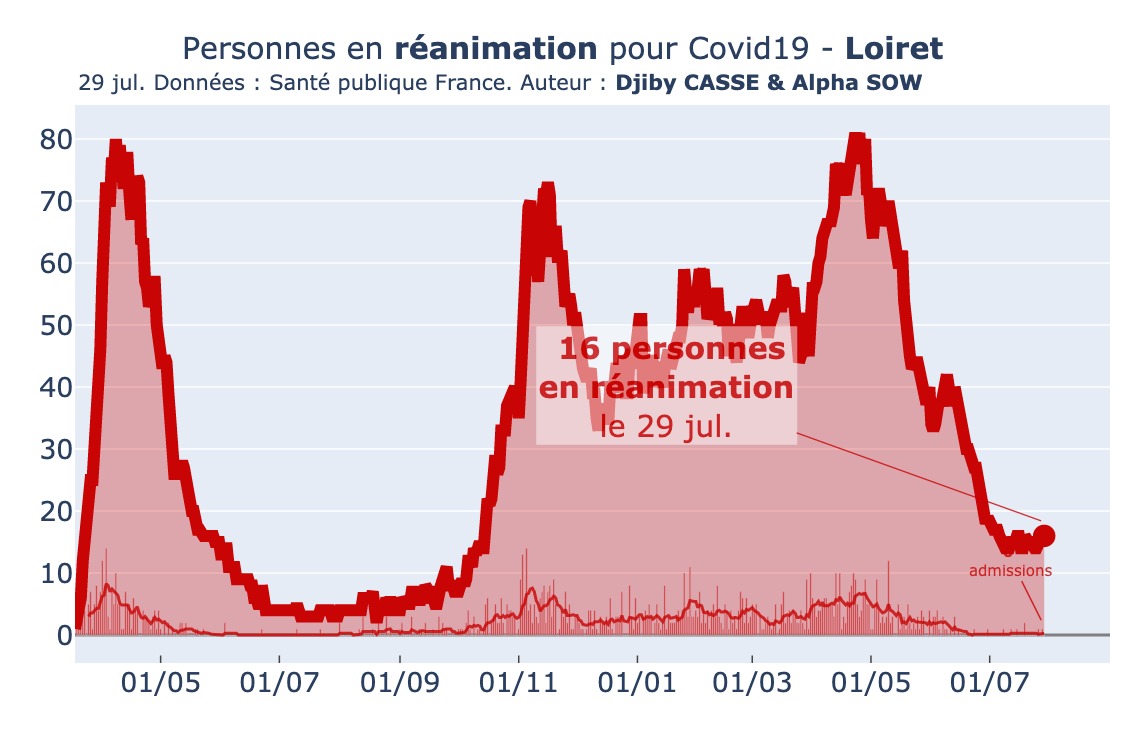 Personnes en réanimation pour Covid19 - Loiret
29 jul. Données : Santé publique France. Auteur : Djiby CASSE & Alpha SOW
80
70
60
50
40
30
20
10
0
16 personnes
en réanimation
le 29 jul.
admissions
01/05 01/07 01/09 01/11 01/01 01/03 01/05 01/07